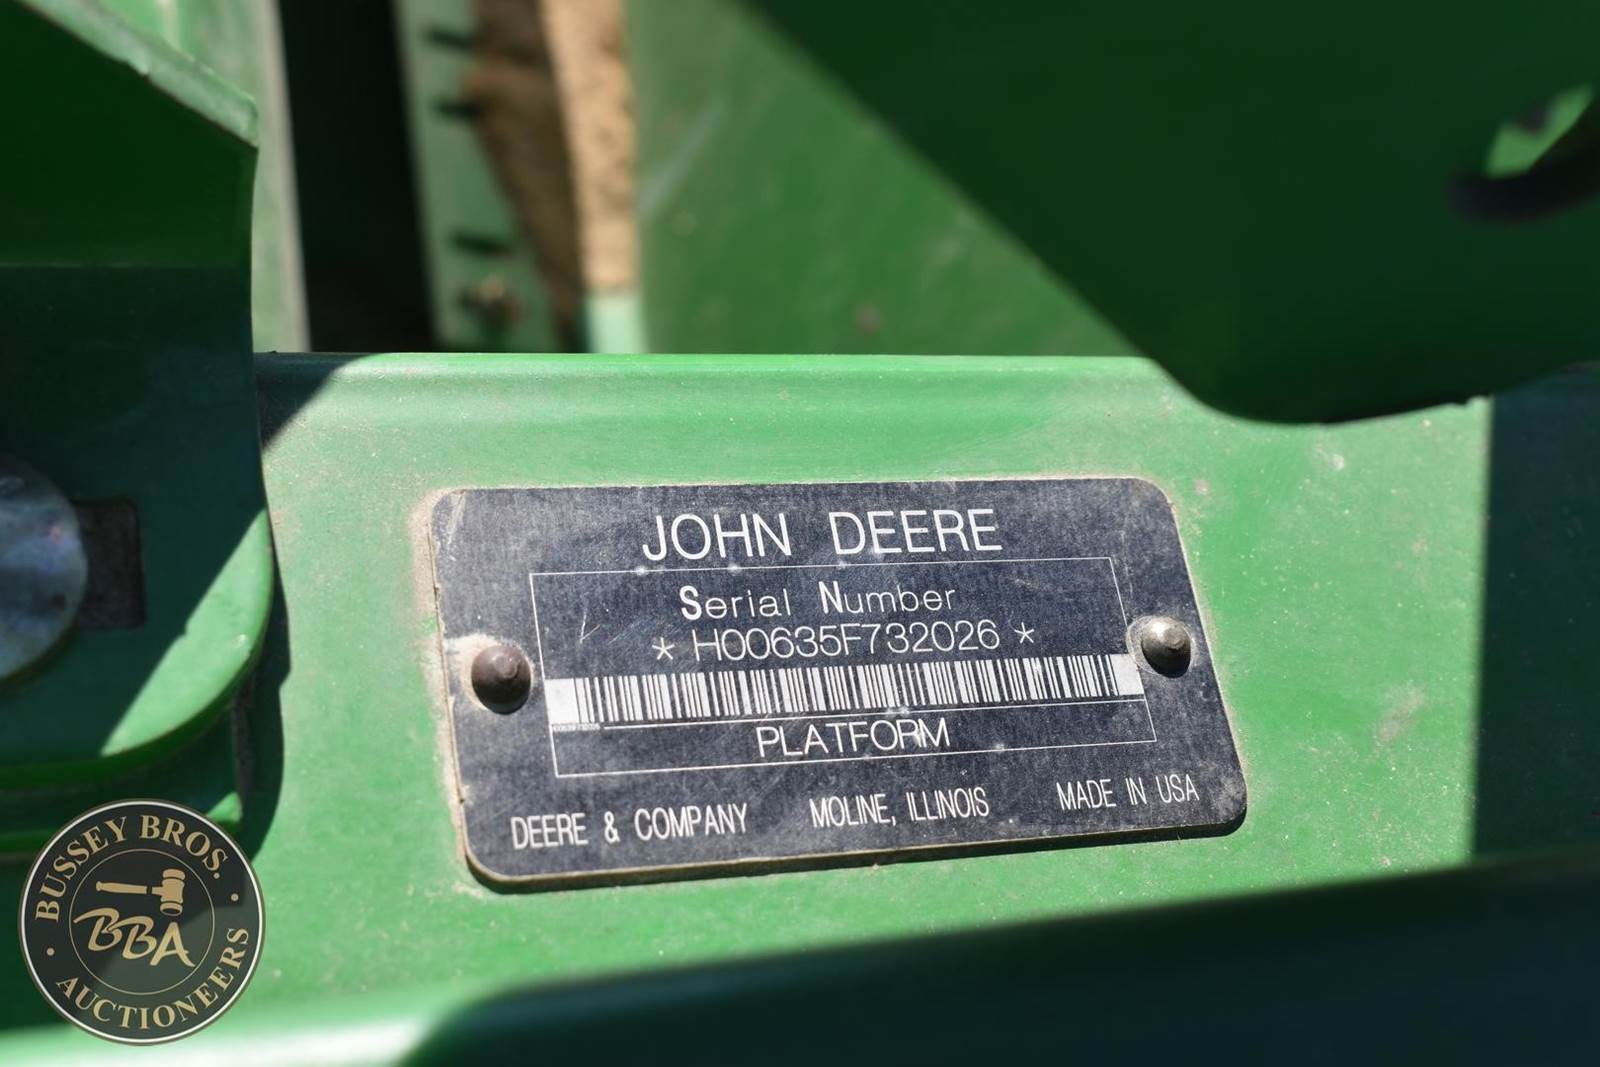 JOHN DEERE
Serial Number
* H00635F732026 *
PLATFORM
DEERE & COMPANY MOLINE, ILLINOIS MADE IN USA
BUSSEY BROS.
BBA
AUCTIONEERS